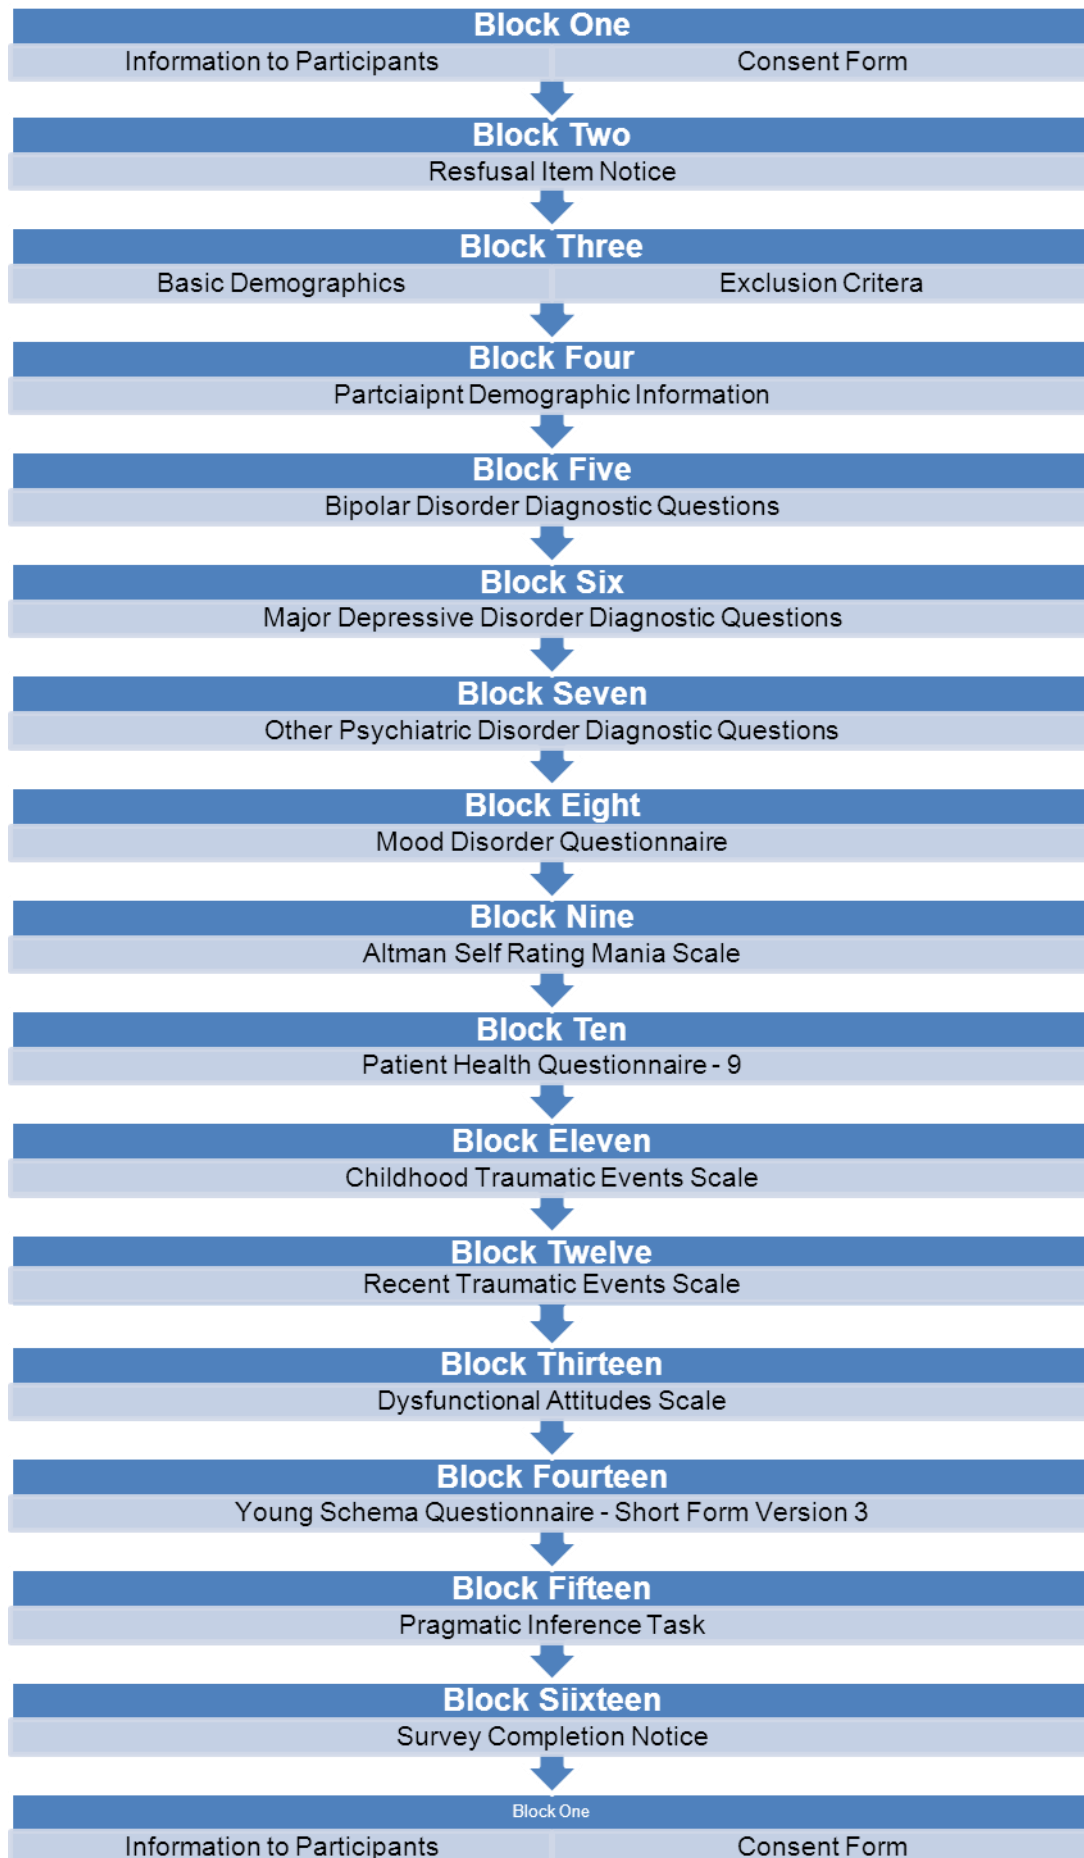 Block One
Information to Participants Consent Form
Block Two
Resfusal Item Notice
Block Three
Basic Demographics Exclusion Critera
Block Four
Partciaipnt Demographic Information
Block Five
Bipolar Disorder Diagnostic Questions
Block Six
Major Depressive Disorder Diagnostic Questions
Block Seven
Other Psychiatric Disorder Diagnostic Questions
Block Eight
Mood Disorder Questionnaire
Block Nine
Altman Self Rating Mania Scale
Block Ten
Patient Health Questionnaire - 9
Block Eleven
Childhood Traumatic Events Scale
Block Twelve
Recent Traumatic Events Scale
Block Thirteen
Dysfunctional Attitudes Scale
Block Fourteen
Young Schema Questionnaire - Short Form Version 3
Block Fifteen
Pragmatic Inference Task
Block Siixteen
Survey Completion Notice
Block One
Information to Participants Consent Form